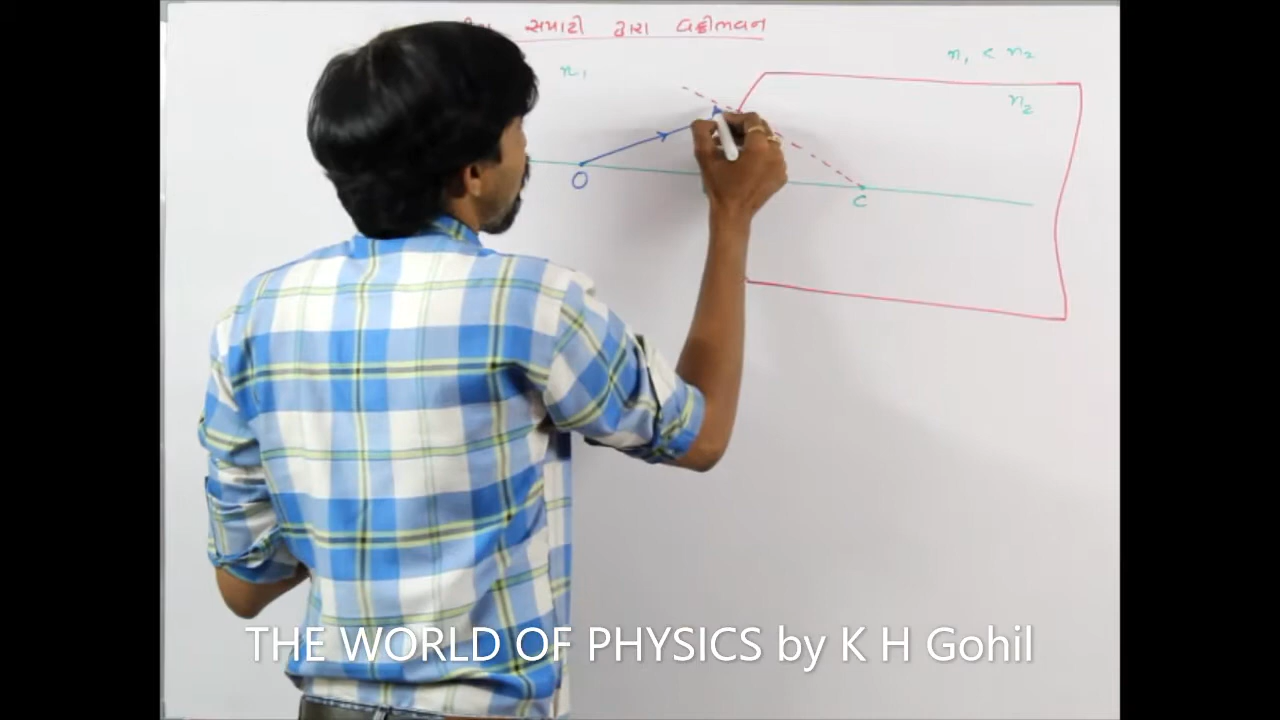 સપાટી દ્વારા વક્રીભવન
n₁ < n₂
n₁
n₂
A
O
C
THE WORLD OF PHYSICS by K H Gohil